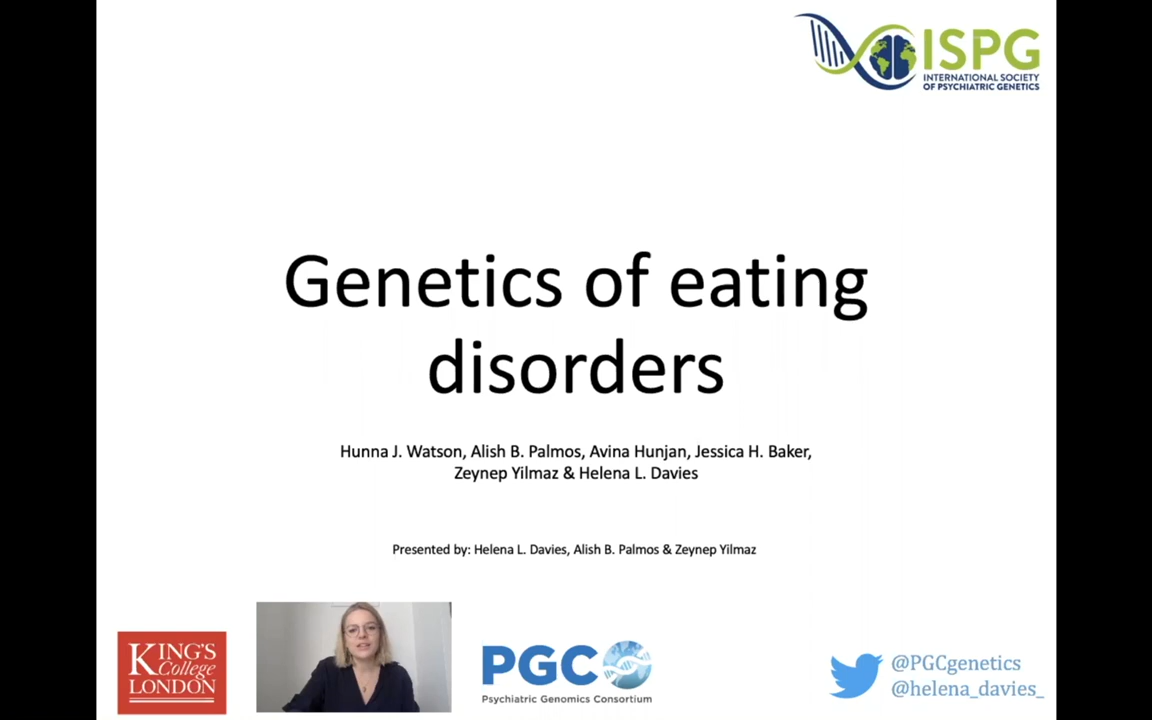 ISPG
INTERNATIONAL SOCIETY
OF PSYCHIATRIC GENETICS
Genetics of eating
disorders
Hunna J. Watson, Alish B. Palmos, Avina Hunjan, Jessica H. Baker,
Zeynep Yilmaz & Helena L. Davies
Presented by: Helena L. Davies, Alish B. Palmos & Zeynep Yilmaz
KING'S
College
LONDON
PGC
Psychiatric Genomics Consortium
@PGCgenetics
@helena_davies_